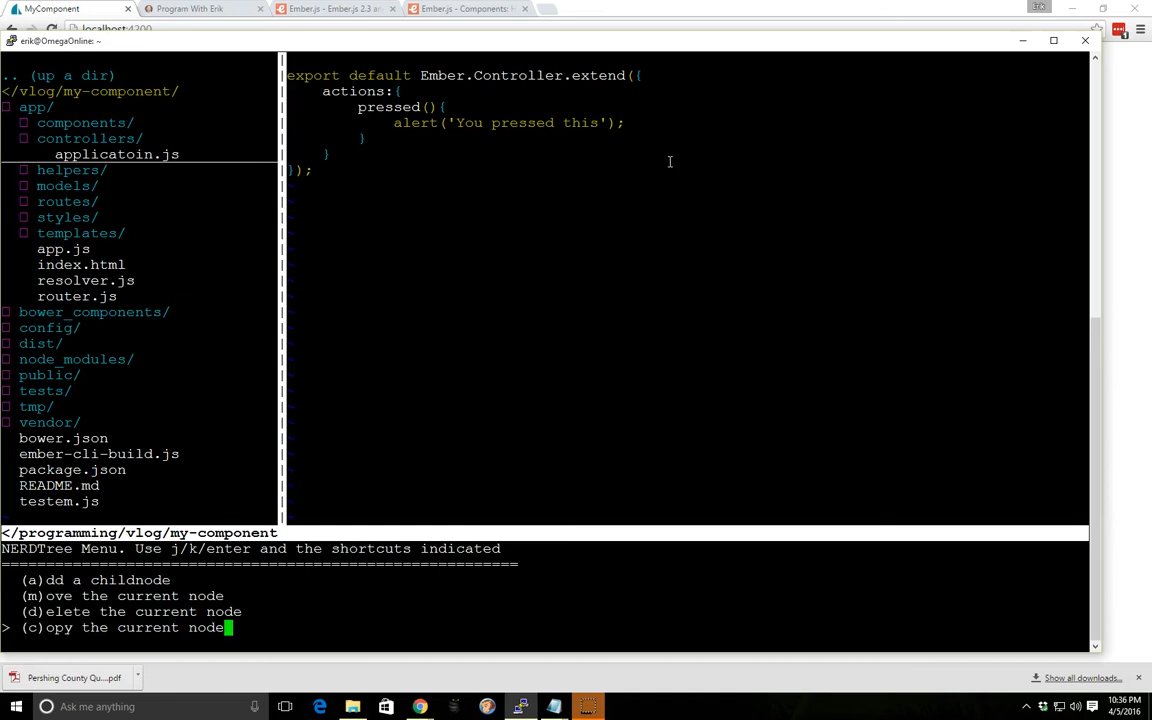 MyComponent
Program With Erik
Ember.js - Ember.js 2.3 an
Ember.js - Components: H
Erik
localhost:4200
erik@OmegaOnline: ~
.. (up a dir)
</vlog/my-component/
app/
components/
controllers/
applicatoin.js
helpers/
models/
routes/
styles/
templates/
app.js
index.html
resolver.js
router.js
bower_components/
config/
dist/
node_modules/
public/
tests/
tmp/
vendor/
bower.json
ember-cli-build.js
package.json
README.md
testem.js
export default Ember.Controller.extend({
actions:{
pressed(){
alert('You pressed this');
}
}
});
~
</programming/vlog/my-component
NERDTree Menu. Use j/k/enter and the shortcuts indicated
==========================================================
(a)dd a childnode
(m)ove the current node
(d)elete the current node
> (c)opy the current node
Pershing County Qu....pdf
Show all downloads...
Ask me anything
10:36 PM
4/5/2016